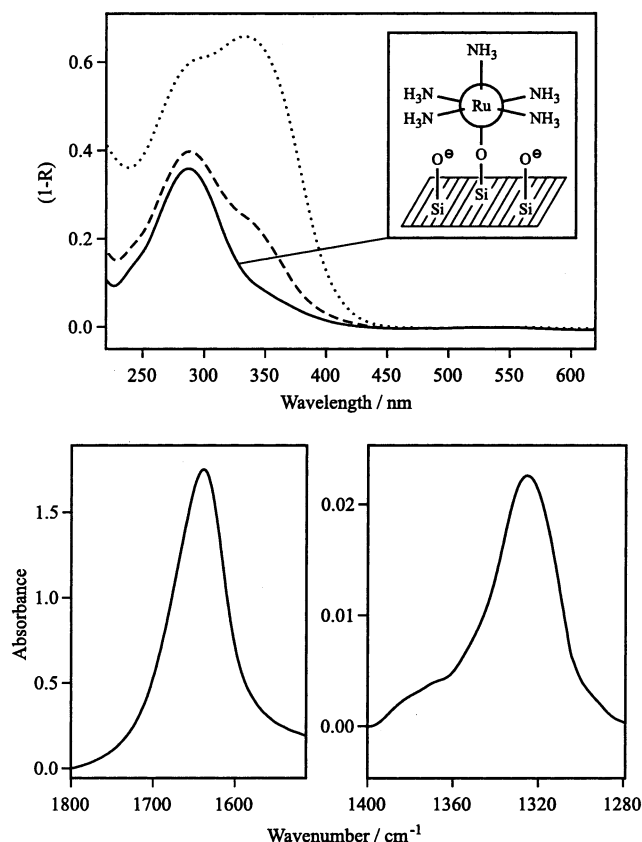 0.6
0.4
0.2
0.0
(1-R)
NH₃
H₃N
NH₃
Ru
H₃N
NH₃
O
O⊖
O⊖
Si
Si
Si
250 300 350 400 450 500 550 600
Wavelength / nm
1.5
1.0
0.5
0.0
Absorbance
1800 1700 1600
0.02
0.01
0.00
1400 1360 1320 1280
Wavenumber / cm⁻¹